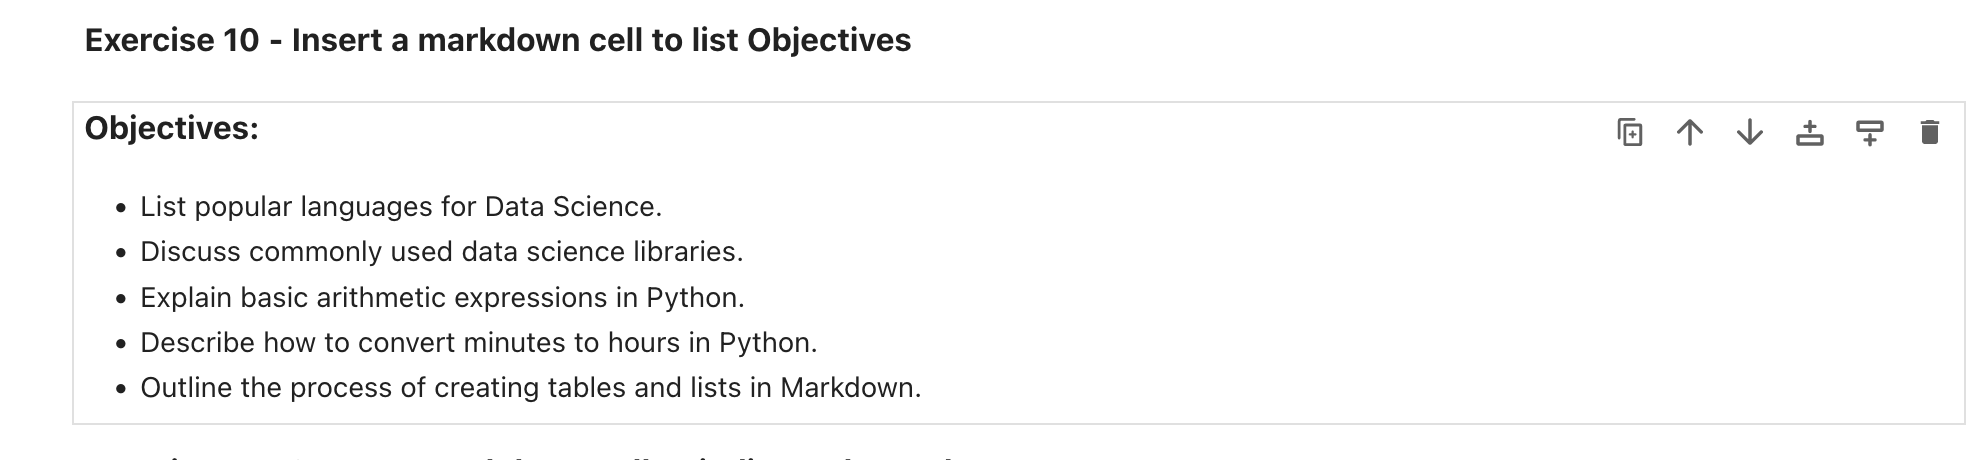 Exercise 10 - Insert a markdown cell to list Objectives
Objectives:
• List popular languages for Data Science.
• Discuss commonly used data science libraries.
• Explain basic arithmetic expressions in Python.
• Describe how to convert minutes to hours in Python.
• Outline the process of creating tables and lists in Markdown.